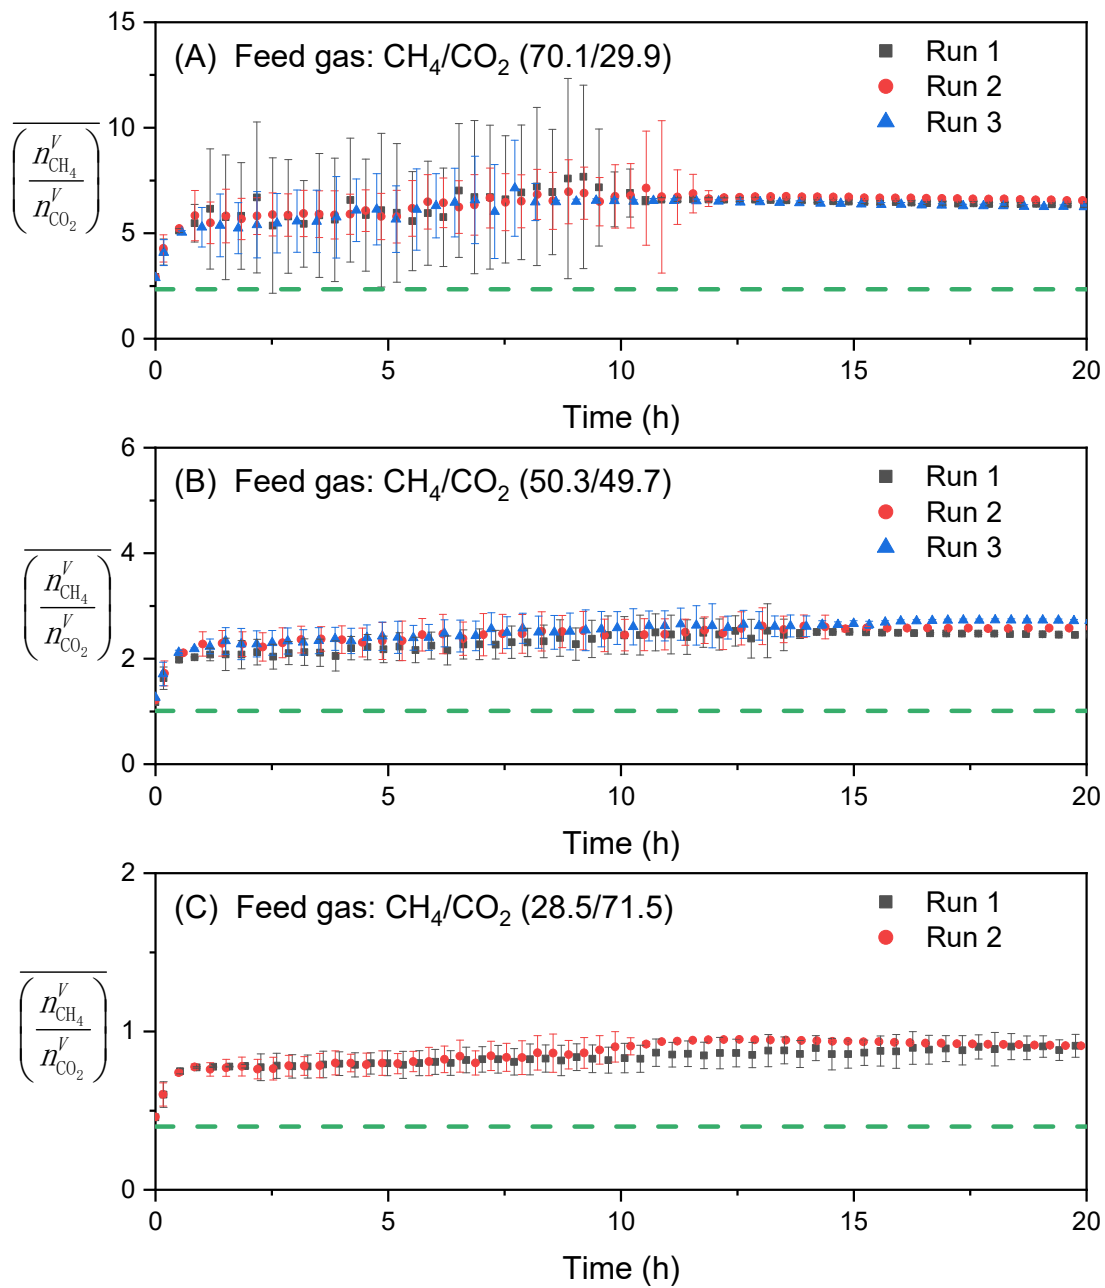 15
(A) Feed gas: CH₄/CO₂ (70.1/29.9)
Run 1
Run 2
Run 3
10
5
0
n^V_CH₄
n^V_CO₂
0 5 10 15 20
Time (h)
6
(B) Feed gas: CH₄/CO₂ (50.3/49.7)
Run 1
Run 2
Run 3
4
2
0
n^V_CH₄
n^V_CO₂
0 5 10 15 20
Time (h)
2
(C) Feed gas: CH₄/CO₂ (28.5/71.5)
Run 1
Run 2
1
0
n^V_CH₄
n^V_CO₂
0 5 10 15 20
Time (h)